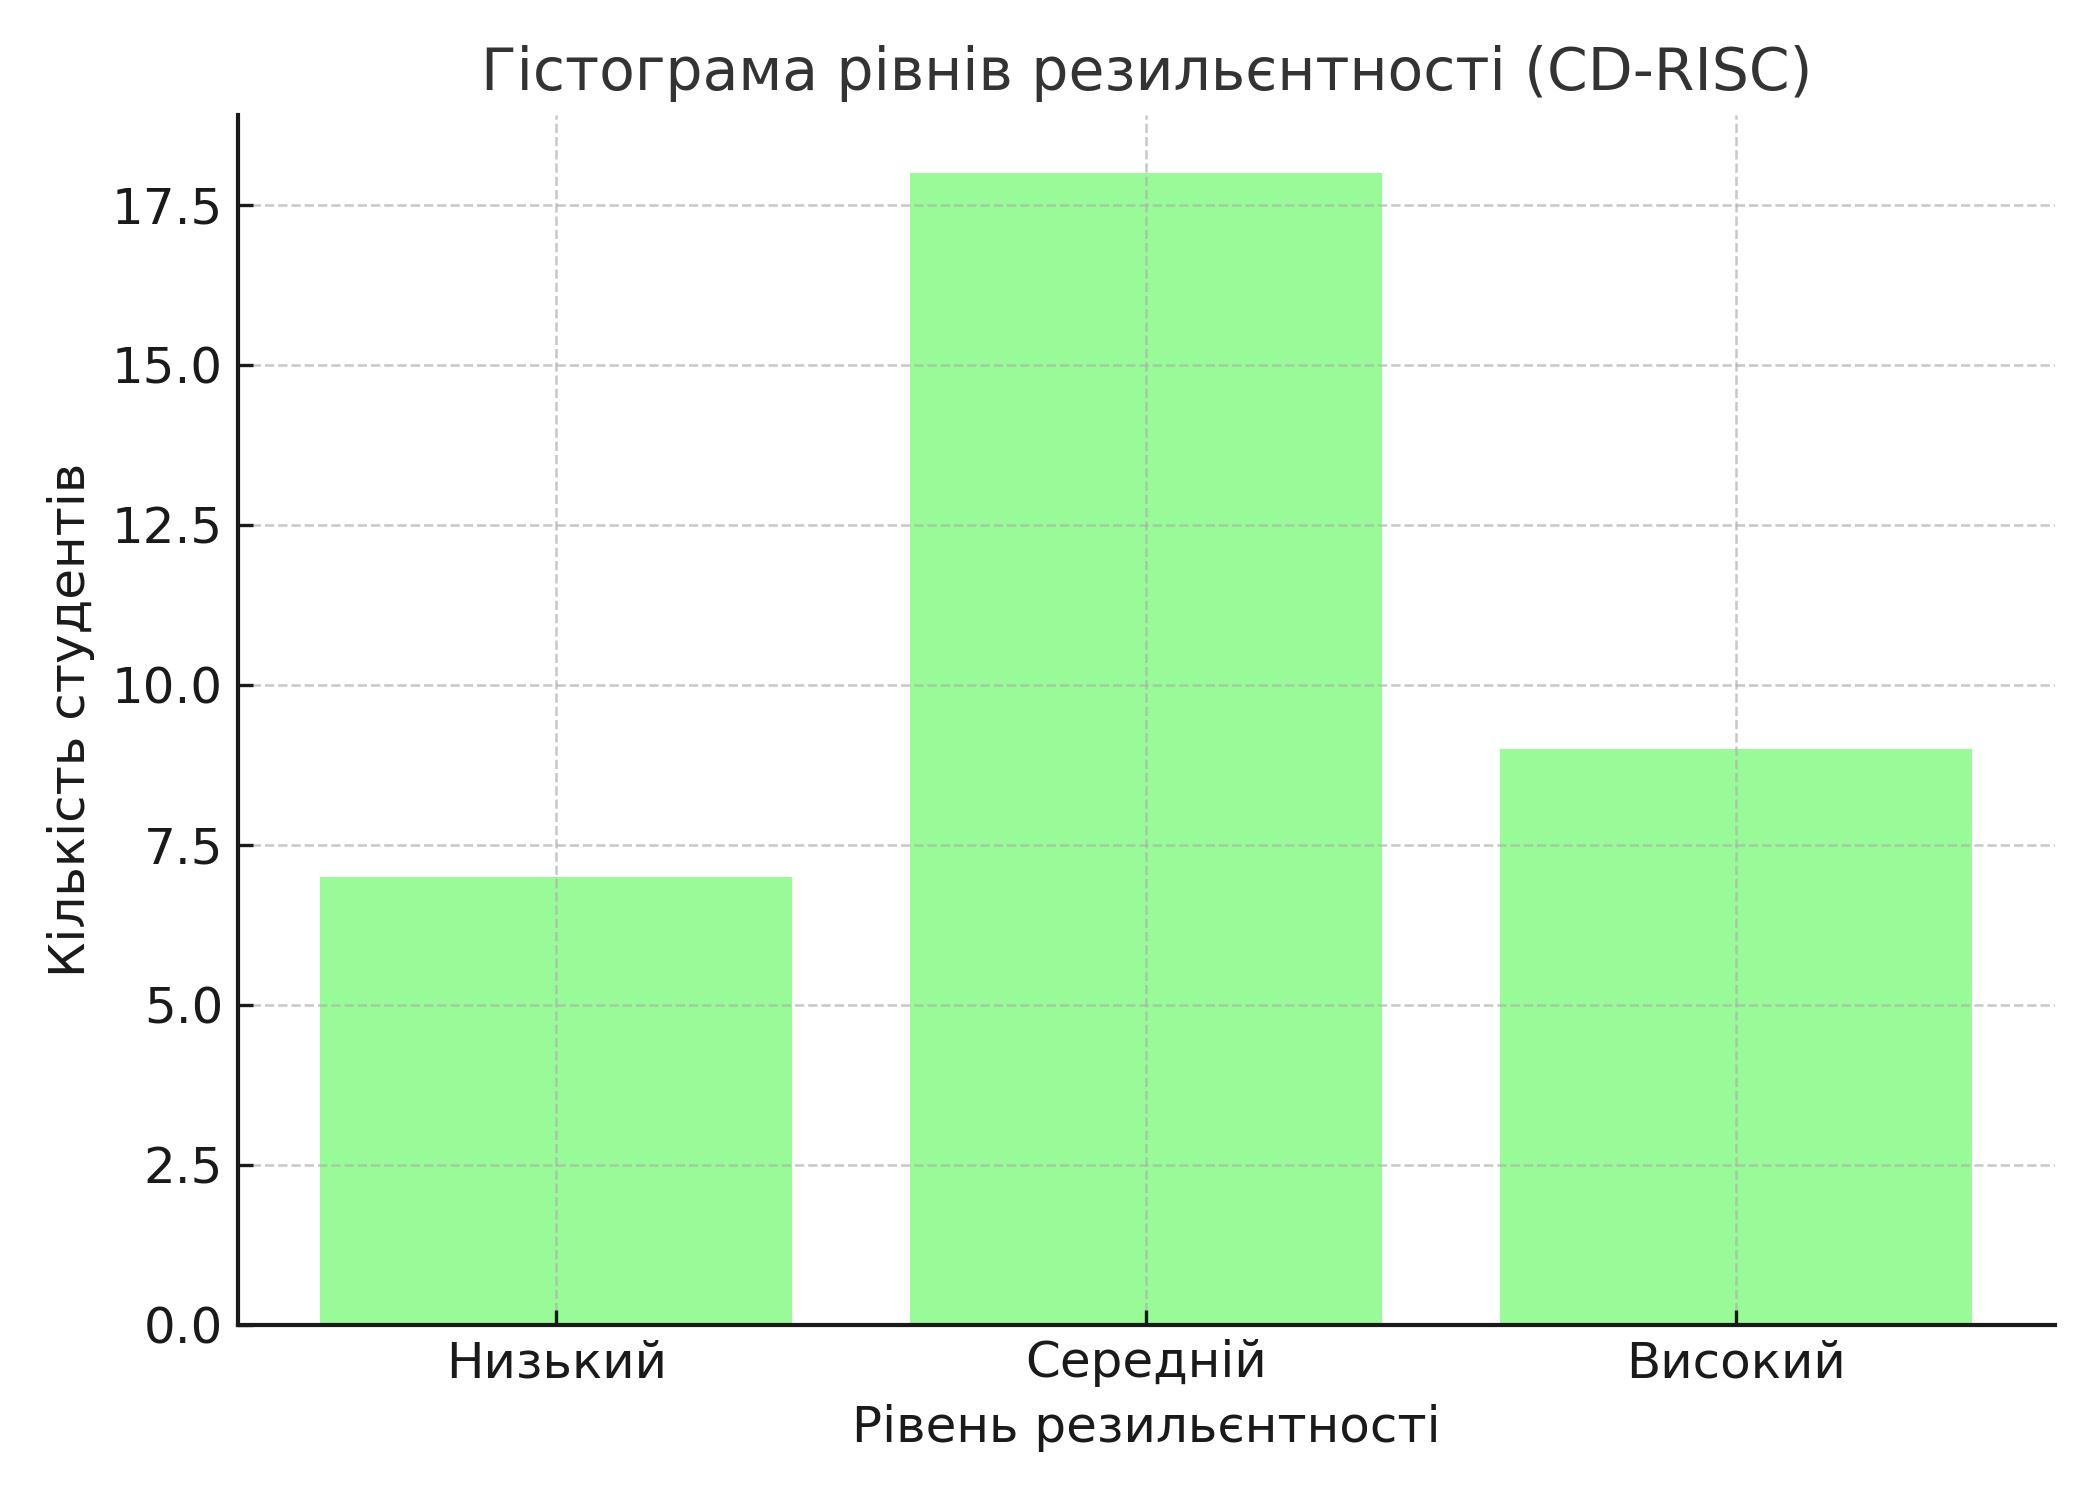 Гістограма рівнів резильєнтності (CD-RISC)
Кількість студентів
17.5
15.0
12.5
10.0
7.5
5.0
2.5
0.0
Низький Середній Високий
Рівень резильєнтності